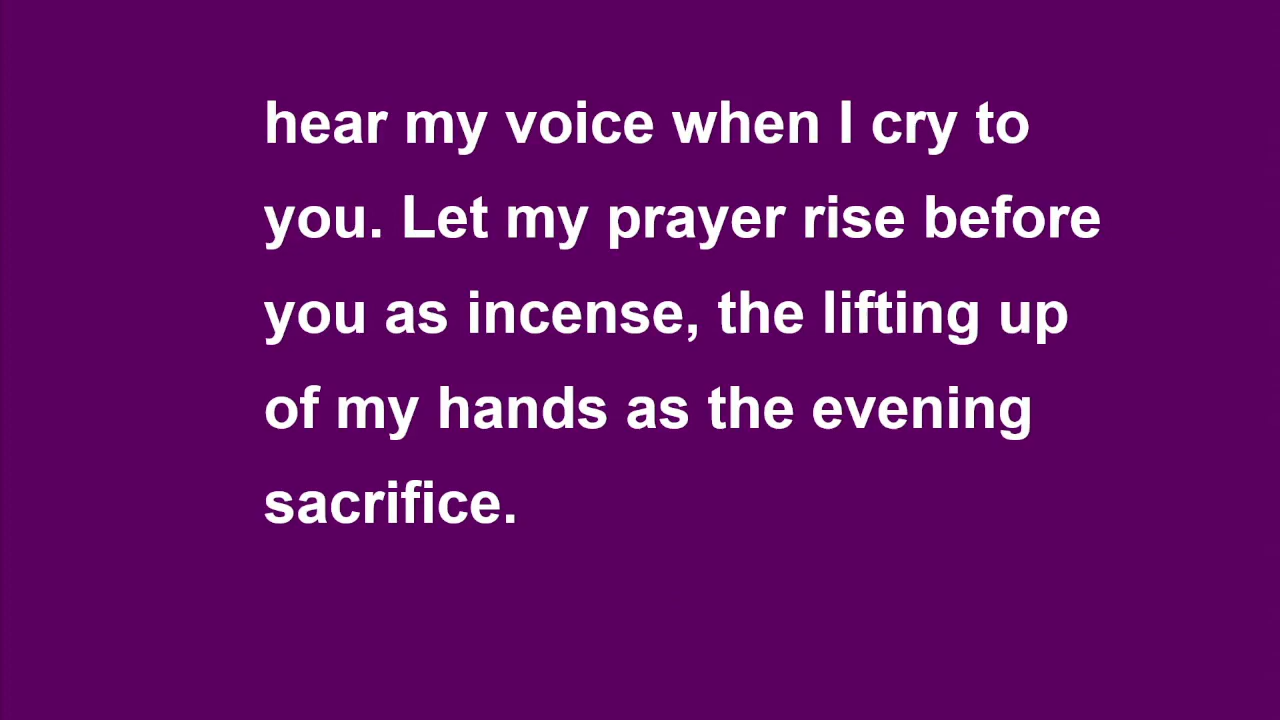 hear my voice when I cry to
you. Let my prayer rise before
you as incense, the lifting up
of my hands as the evening
sacrifice.